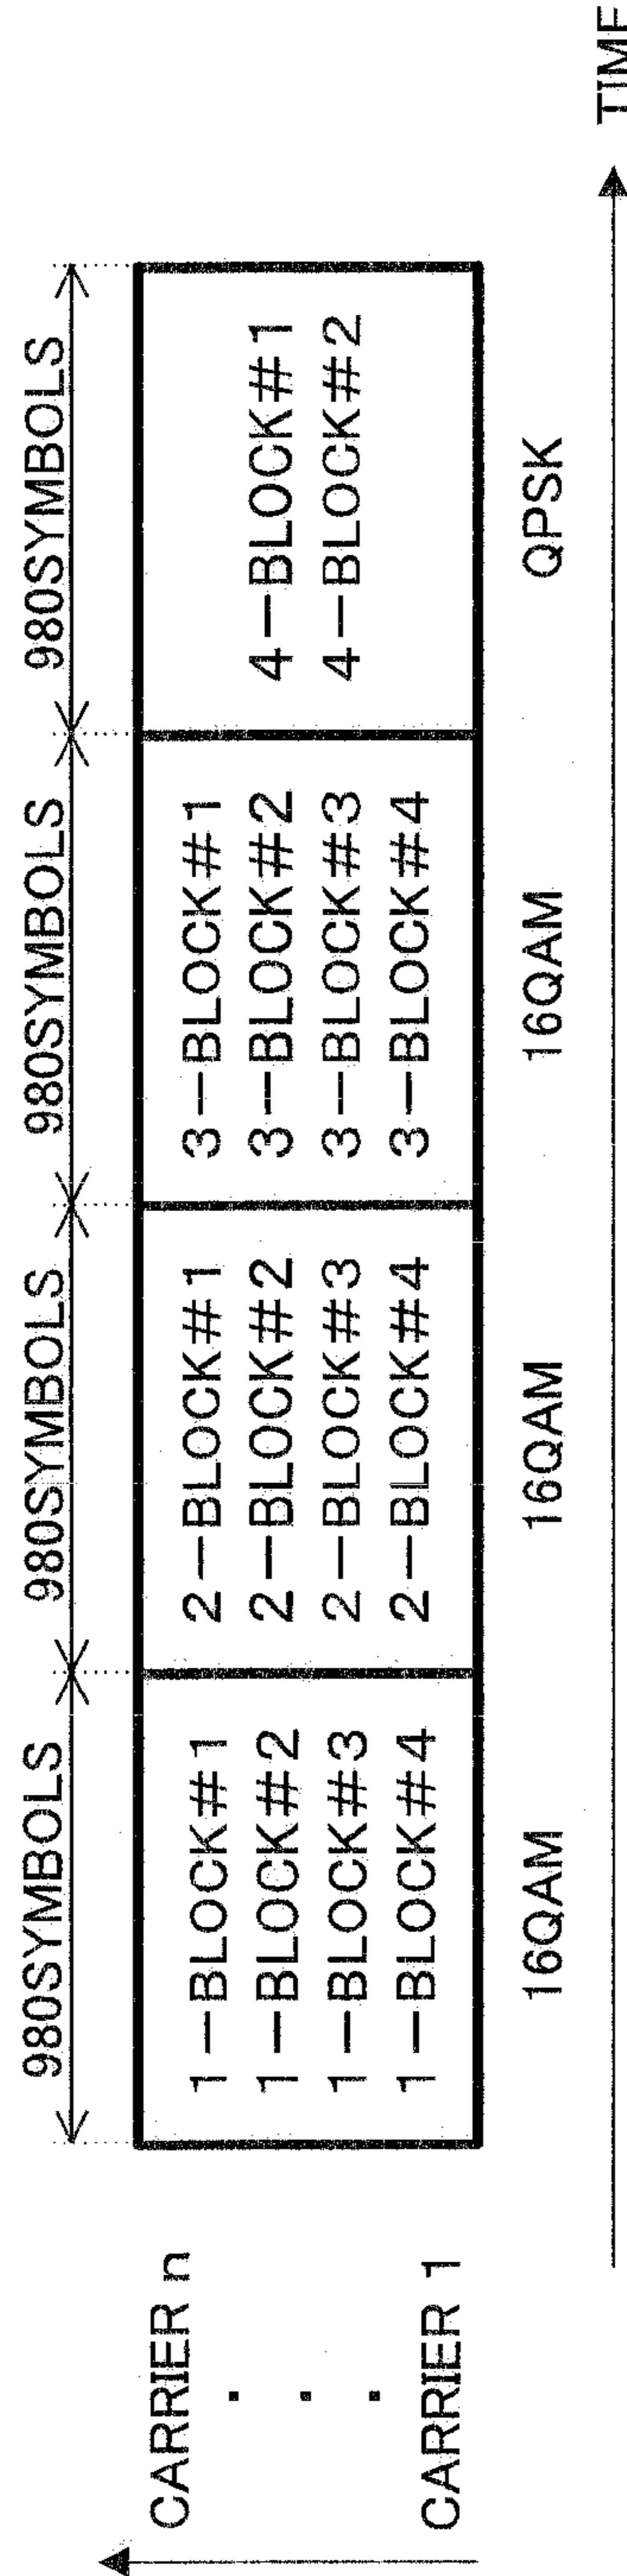 980SYMBOLS
980SYMBOLS
980SYMBOLS
980SYMBOLS
CARRIER n
CARRIER 1
1-BLOCK#1
1-BLOCK#2
1-BLOCK#3
1-BLOCK#4
2-BLOCK#1
2-BLOCK#2
2-BLOCK#3
2-BLOCK#4
3-BLOCK#1
3-BLOCK#2
3-BLOCK#3
3-BLOCK#4
4-BLOCK#1
4-BLOCK#2
16QAM
16QAM
16QAM
QPSK
TIME